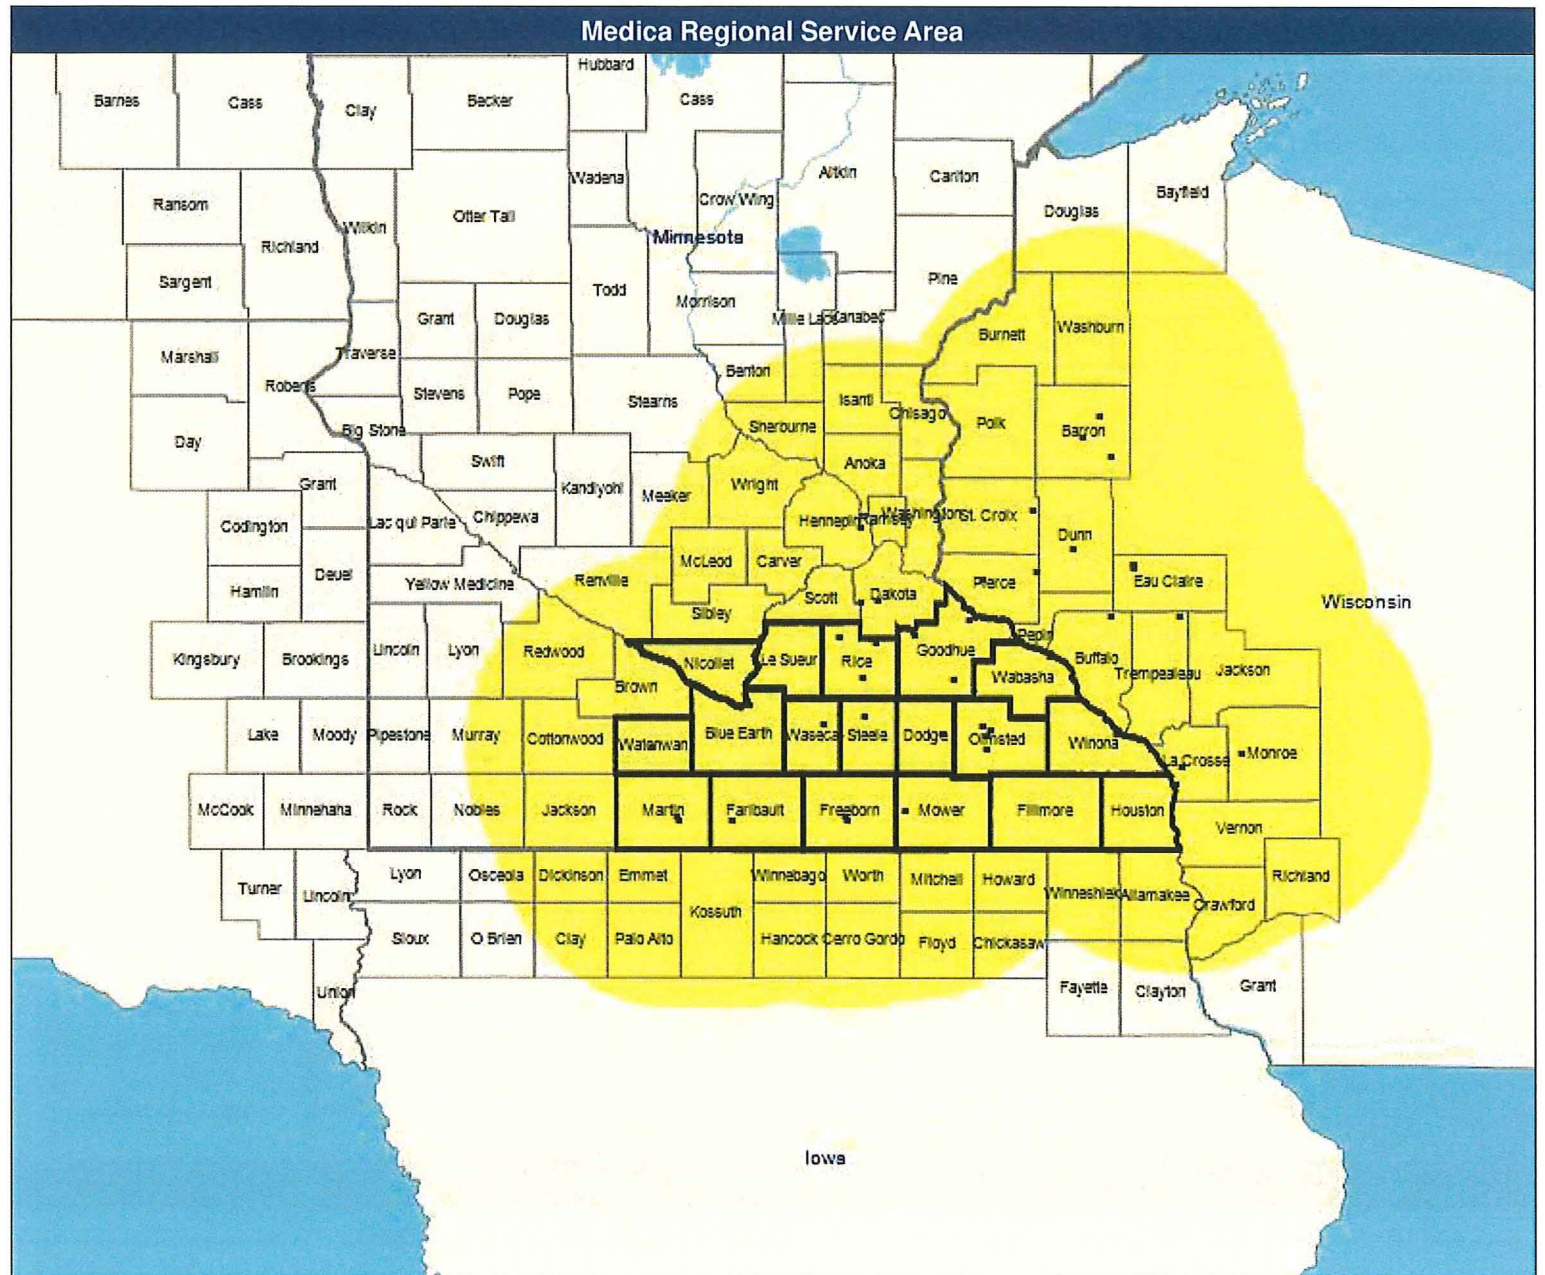 Medica Regional Service Area
Hubbard
Barnes
Cass
Clay
Becker
Cass
Wadena
Aitkin
Carlton
Crow Wing
Bayfield
Ransom
Wilkin
Otter Tail
Douglas
Richland
Minnesota
Sargent
Todd
Morrison
Pine
Grant
Douglas
Mille Lacs
Kanabec
Burnett
Washburn
Marshall
Traverse
Benton
Roberts
Stevens
Pope
Stearns
Isanti
Chisago
Polk
Barron
Day
Big Stone
Sherburne
Swift
Anoka
Grant
Kandiyohi
Meeker
Wright
Codington
Lac qui Parle
Chippewa
Hennepin
Ramsey
Washington
St. Croix
Dunn
Deuel
McLeod
Carver
Hamlin
Yellow Medicine
Renville
Scott
Dakota
Pierce
Eau Claire
Wisconsin
Sibley
Kingsbury
Brookings
Lincoln
Lyon
Redwood
Nicollet
Le Sueur
Rice
Goodhue
Pepin
Buffalo
Trempealeau
Jackson
Brown
Wabasha
Lake
Moody
Pipestone
Murray
Cottonwood
Watonwan
Blue Earth
Waseca
Steele
Dodge
Olmsted
Winona
La Crosse
Monroe
McCook
Minnehaha
Rock
Nobles
Jackson
Martin
Faribault
Freeborn
Mower
Fillmore
Houston
Vernon
Turner
Lincoln
Lyon
Osceola
Dickinson
Emmet
Kossuth
Winnebago
Worth
Mitchell
Howard
Winneshiek
Allamakee
Crawford
Richland
Sioux
O Brien
Clay
Palo Alto
Hancock
Cerro Gordo
Floyd
Chickasaw
Union
Fayette
Clayton
Grant
Iowa